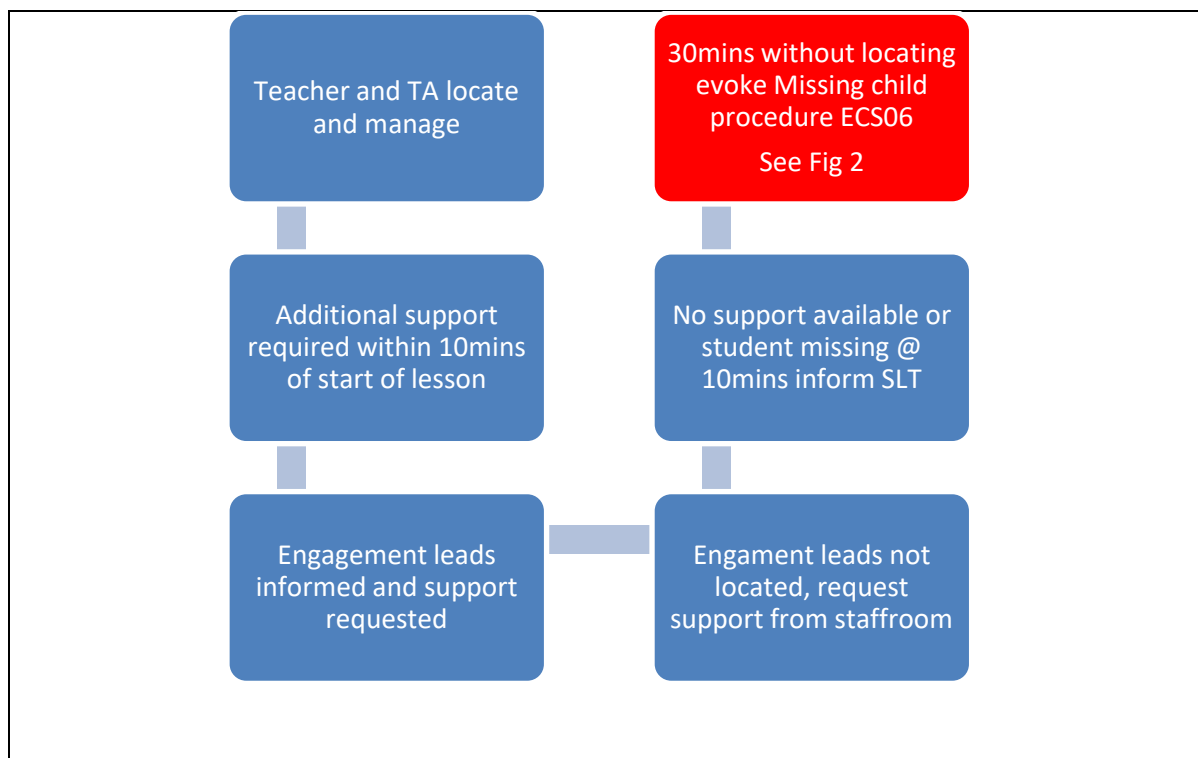 Teacher and TA locate
and manage
Additional support
required within 10mins
of start of lesson
Engagement leads
informed and support
requested
Engament leads not
located, request
support from staffroom
No support available or
student missing @
10mins inform SLT
30mins without locating
evoke Missing child
procedure ECS06
See Fig 2